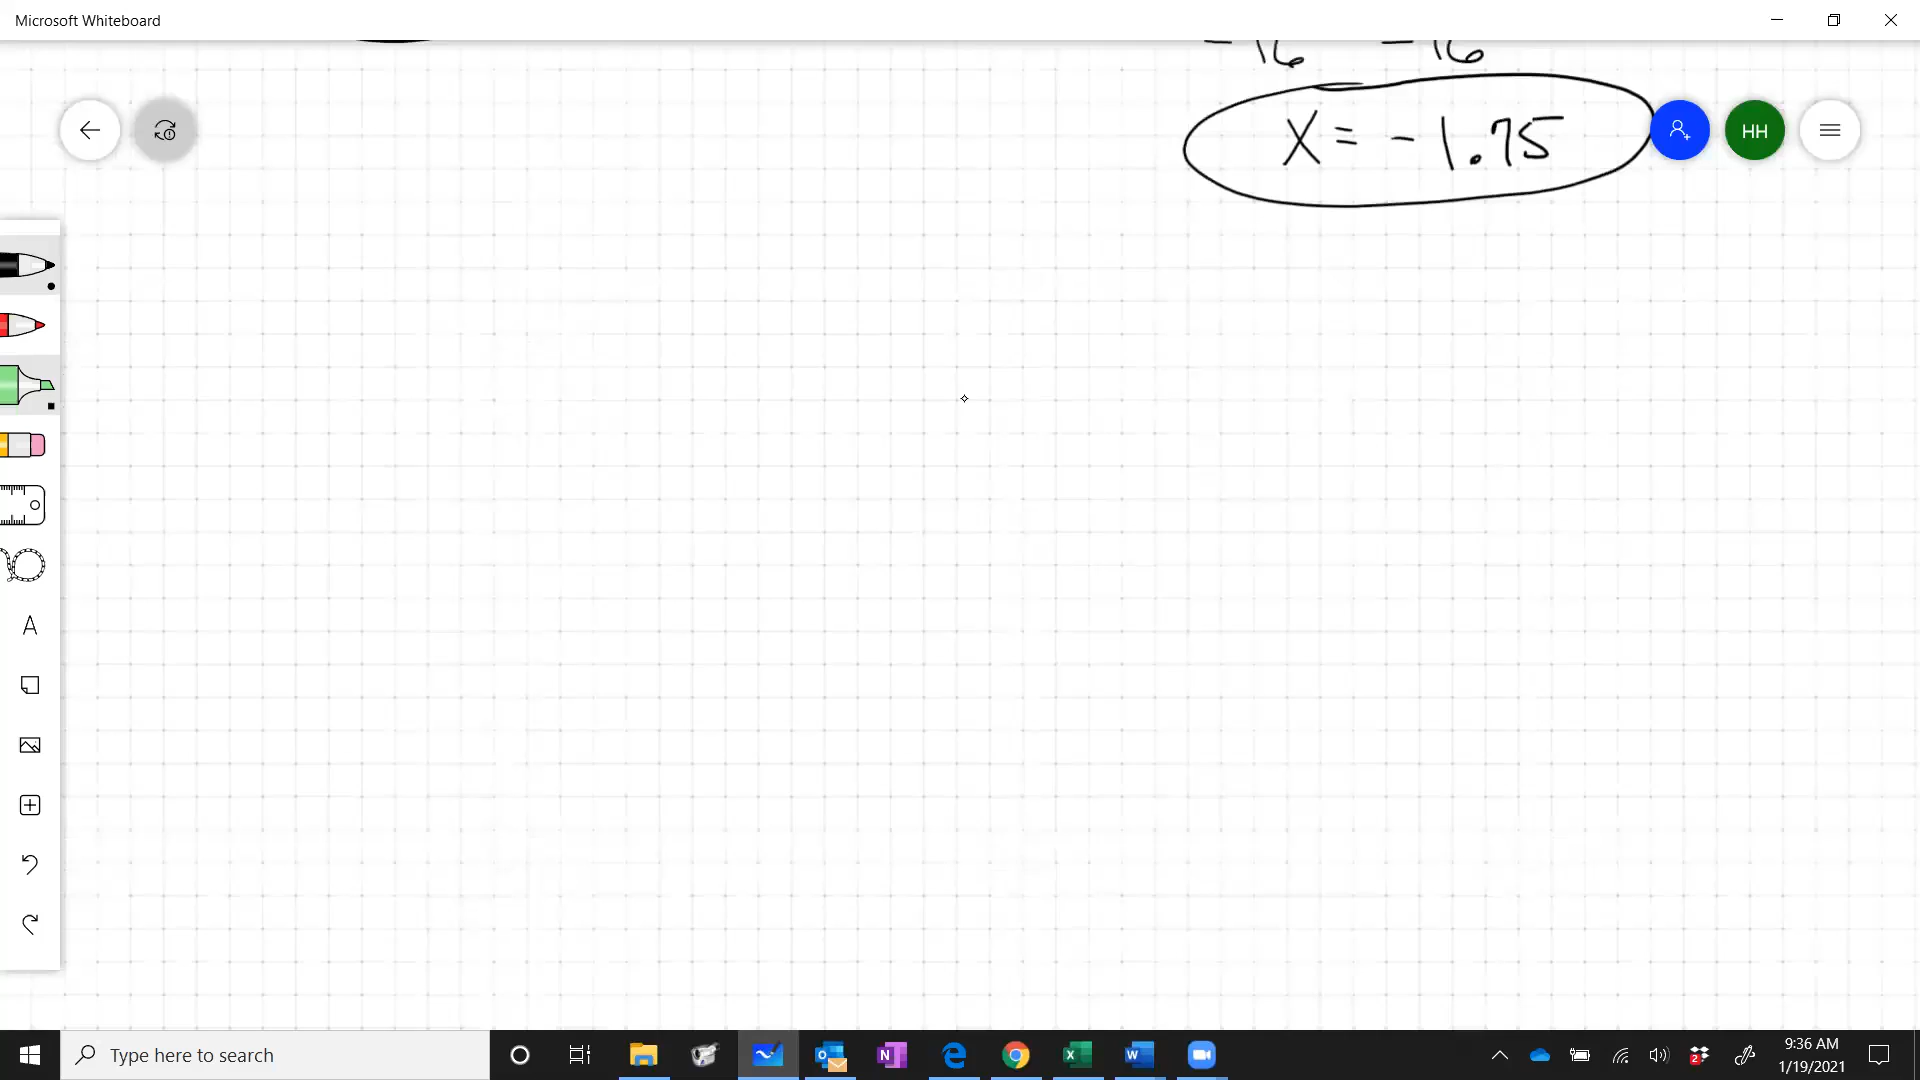 Microsoft Whiteboard
-16 -16
X = -1.75
HH
A
Type here to search
9:36 AM
1/19/2021